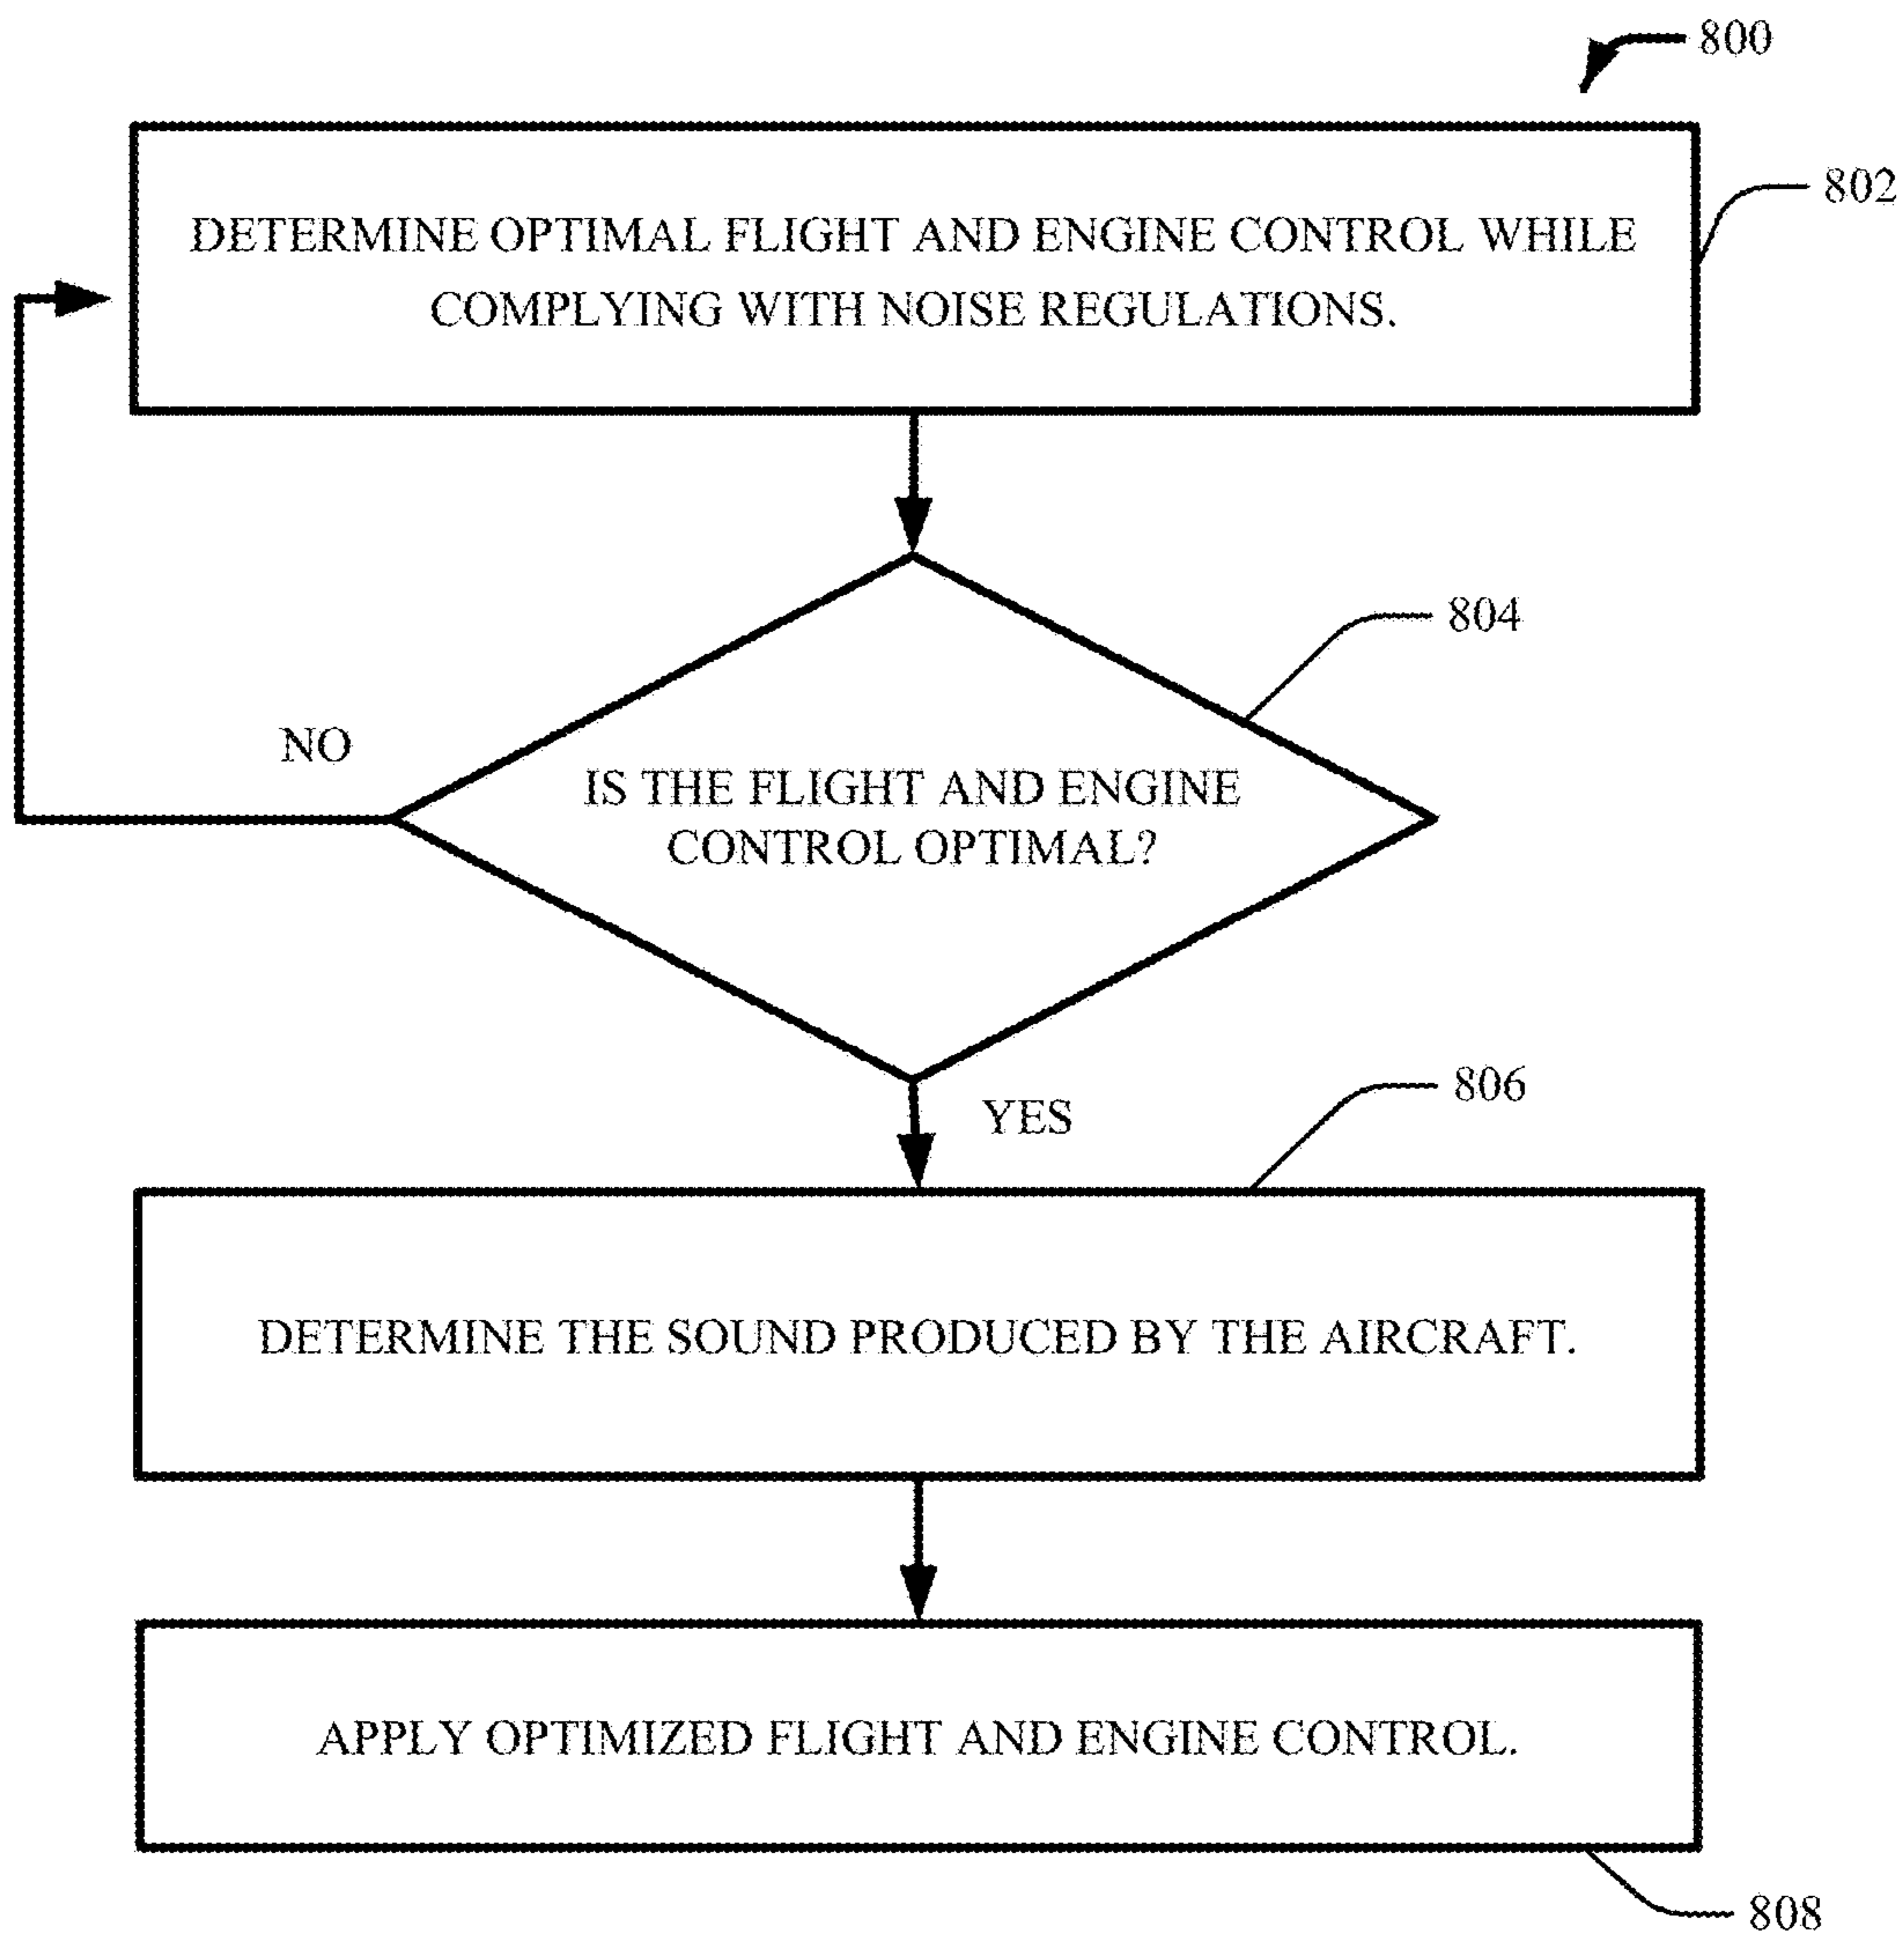 800
802
DETERMINE OPTIMAL FLIGHT AND ENGINE CONTROL WHILE
COMPLYING WITH NOISE REGULATIONS.
804
NO
IS THE FLIGHT AND ENGINE
CONTROL OPTIMAL?
YES
806
DETERMINE THE SOUND PRODUCED BY THE AIRCRAFT.
APPLY OPTIMIZED FLIGHT AND ENGINE CONTROL.
808